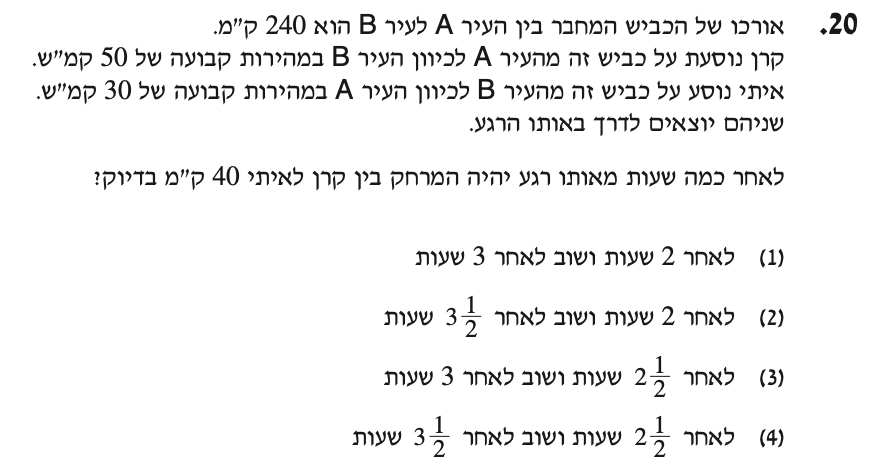 20. אורכו של הכביש המחבר בין העיר A לעיר B הוא 240 ק"מ.
קרן נוסעת על כביש זה מהעיר A לכיוון העיר B במהירות קבועה של 50 קמ"ש.
איתי נוסע על כביש זה מהעיר B לכיוון העיר A במהירות קבועה של 30 קמ"ש.
שניהם יוצאים לדרך באותו הרגע.
לאחר כמה שעות מאותו רגע יהיה המרחק בין קרן לאיתי 40 ק"מ בדיוק?
(1) לאחר 2 שעות ושוב לאחר 3 שעות
(2) לאחר 2 שעות ושוב לאחר 3 1/2 שעות
(3) לאחר 2 1/2 שעות ושוב לאחר 3 שעות
(4) לאחר 2 1/2 שעות ושוב לאחר 3 1/2 שעות